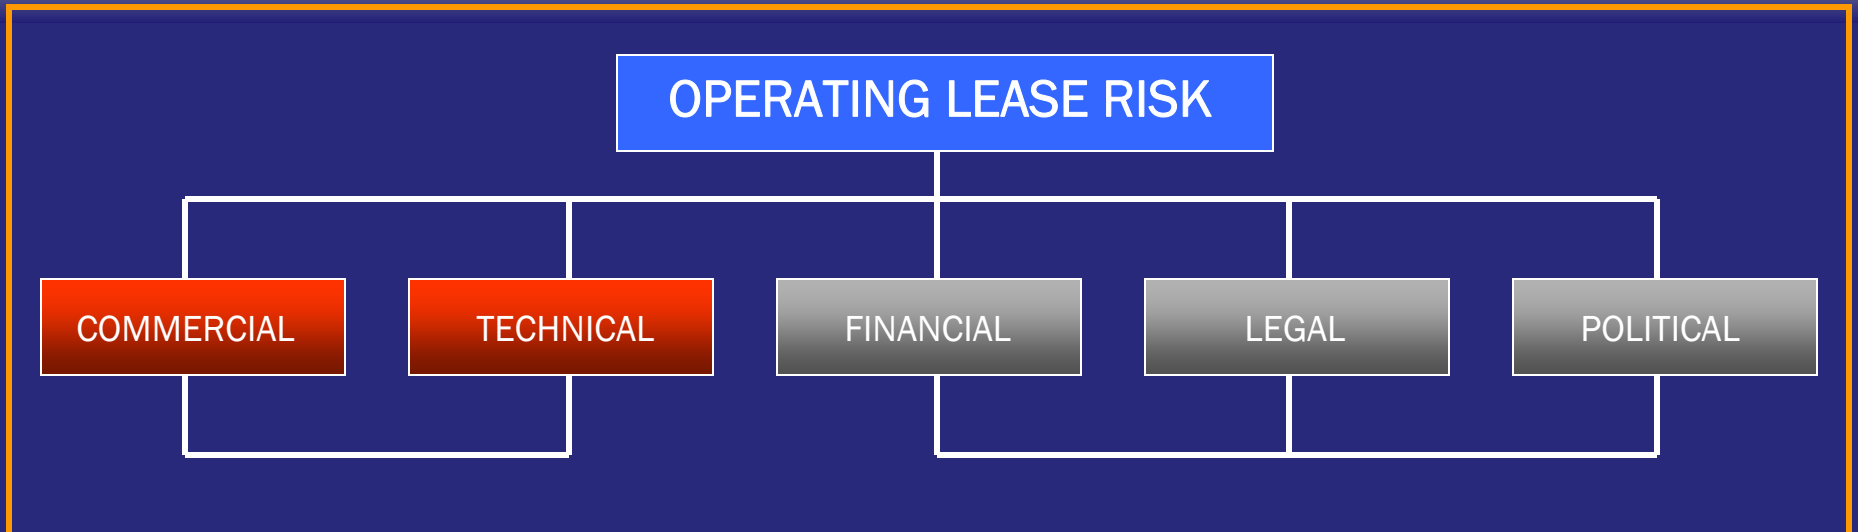 OPERATING LEASE RISK
COMMERCIAL
TECHNICAL
FINANCIAL
LEGAL
POLITICAL